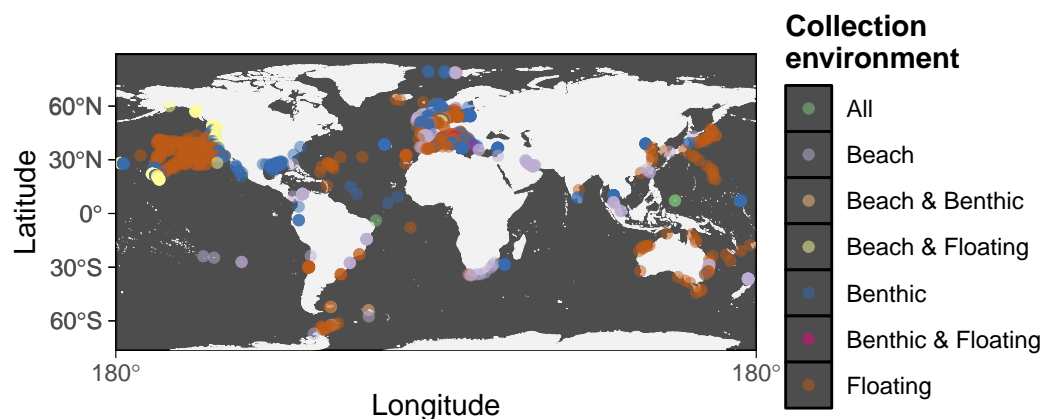 Collection
environment
All
Beach
Beach & Benthic
Beach & Floating
Benthic
Benthic & Floating
Floating
Latitude
60°N
30°N
0°
30°S
60°S
180°
180°
Longitude